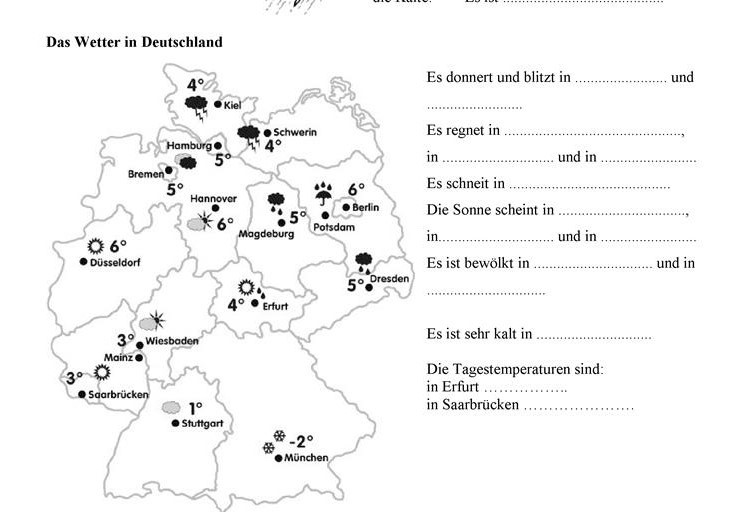 die Kälte. Es ist ..........................................
Das Wetter in Deutschland
4°
Kiel
Schwerin
4°
Hamburg
5°
Bremen
5°
Hannover
6°
Magdeburg
5°
6°
Berlin
Potsdam
6°
Düsseldorf
5°
Dresden
4°
Erfurt
3°
Wiesbaden
Mainz
3°
Saarbrücken
1°
Stuttgart
-2°
München
Es donnert und blitzt in ........................ und
.........................
Es regnet in ...............................................,
in ............................. und in .........................
Es schneit in ..................................................
Die Sonne scheint in .................................,
in.............................. und in .........................
Es ist bewölkt in ............................... und in
...............................
Es ist sehr kalt in ..............................
Die Tagestemperaturen sind:
in Erfurt ……………..
in Saarbrücken ………………….